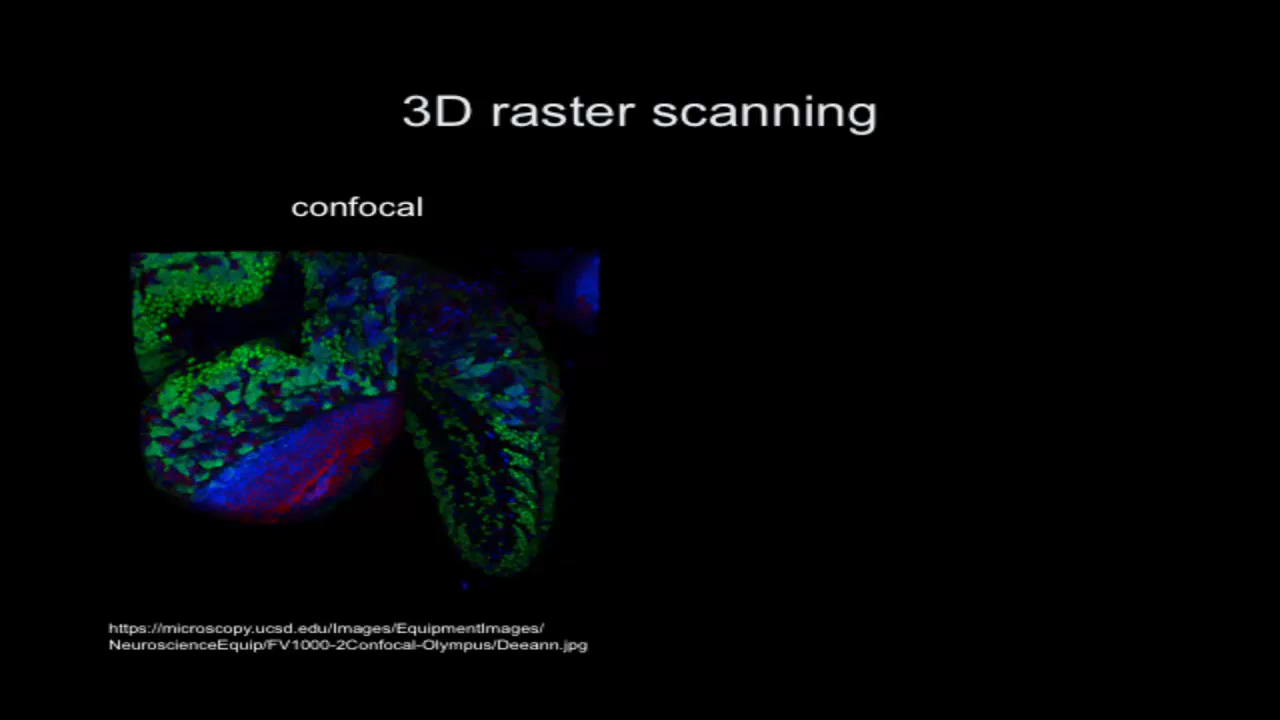 3D raster scanning
confocal
https://microscopy.ucsd.edu/Images/EquipmentImages/
NeuroscienceEquip/FV1000-2Confocal-Olympus/Deeann.jpg